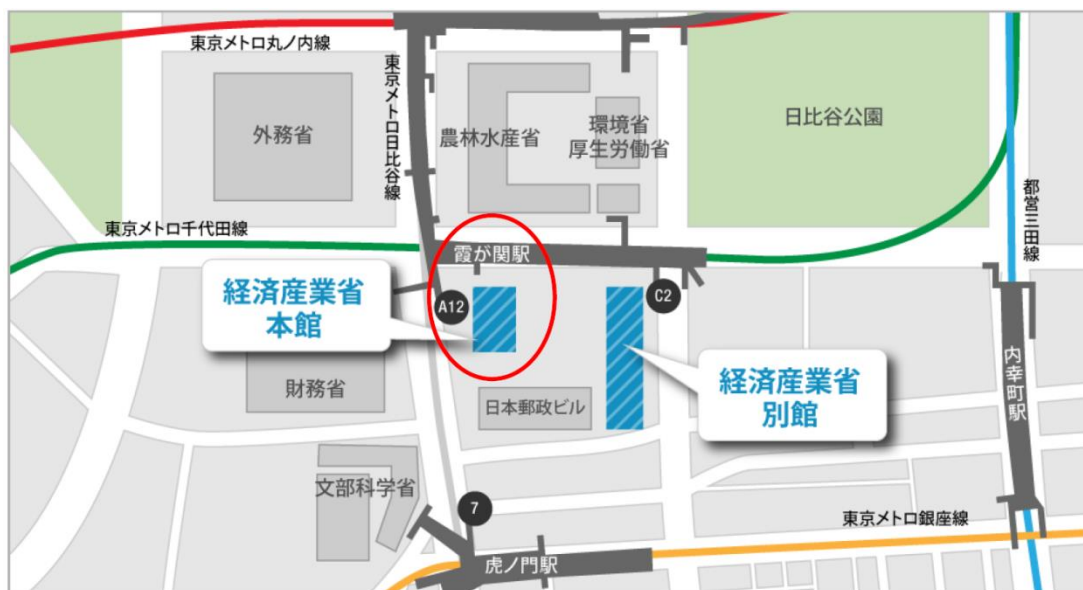 東京メトロ丸ノ内線
東京メトロ日比谷線
外務省
農林水産省
環境省
厚生労働省
日比谷公園
都営三田線
東京メトロ千代田線
霞が関駅
経済産業省
本館
A12
C2
財務省
日本郵政ビル
経済産業省
別館
内幸町駅
文部科学省
7
東京メトロ銀座線
虎ノ門駅